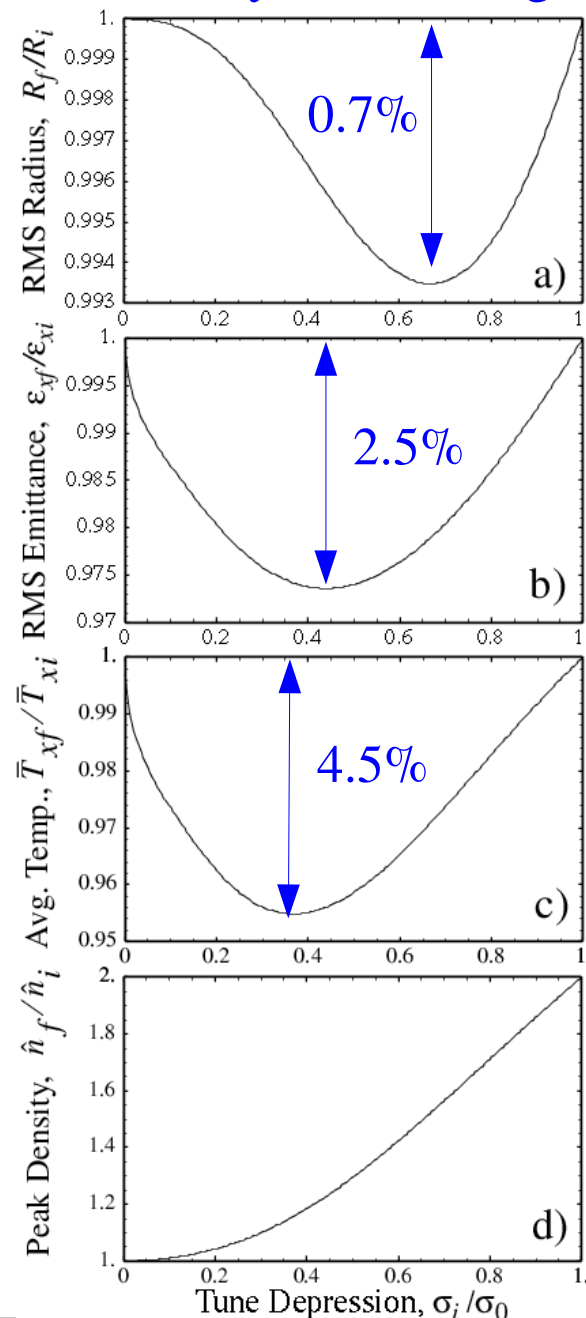 RMS Radius, R_f/R_i
1.
0.999
0.998
0.997
0.996
0.995
0.994
0.993
0.7%
a)
0 0.2 0.4 0.6 0.8 1
RMS Emittance, ε_xf/ε_xi
1.
0.995
0.99
0.985
0.98
0.975
0.97
2.5%
b)
0 0.2 0.4 0.6 0.8 1
Avg. Temp., T̄_xf/T̄_xi
1.
0.99
0.98
0.97
0.96
0.95
4.5%
c)
0 0.2 0.4 0.6 0.8 1
Peak Density, n̂_f/n̂_i
2.
1.8
1.6
1.4
1.2
1.
d)
0 0.2 0.4 0.6 0.8 1.
Tune Depression, σ_i/σ_0